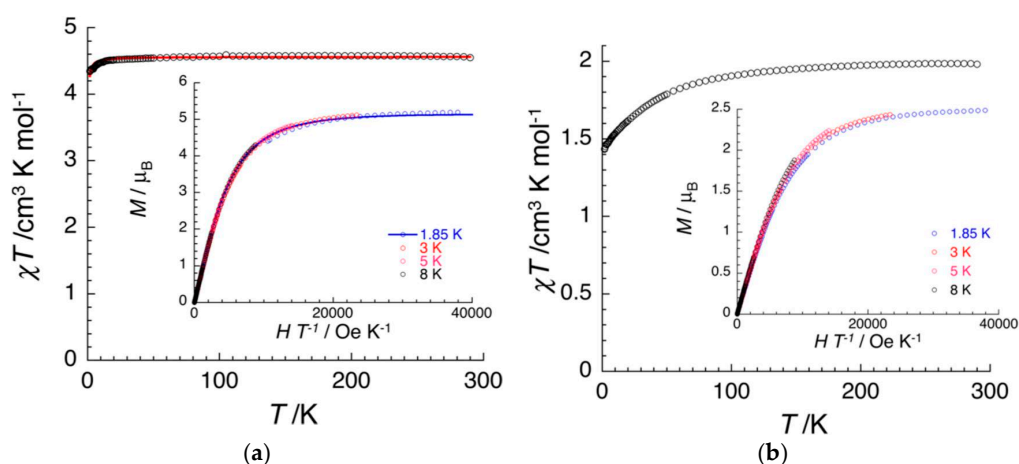 5
4
3
2
1
0
χT /cm³ K mol⁻¹
0
100
200
300
T /K
6
5
4
3
2
1
0
M / μB
0
20000
40000
H T⁻¹ / Oe K⁻¹
1.85 K
3 K
5 K
8 K
(a)
2
1.5
1
0.5
0
χT /cm³ K mol⁻¹
0
100
200
300
T /K
2.5
2
1.5
1
0.5
0
M / μB
0
20000
40000
H T⁻¹ / Oe K⁻¹
1.85 K
3 K
5 K
8 K
(b)